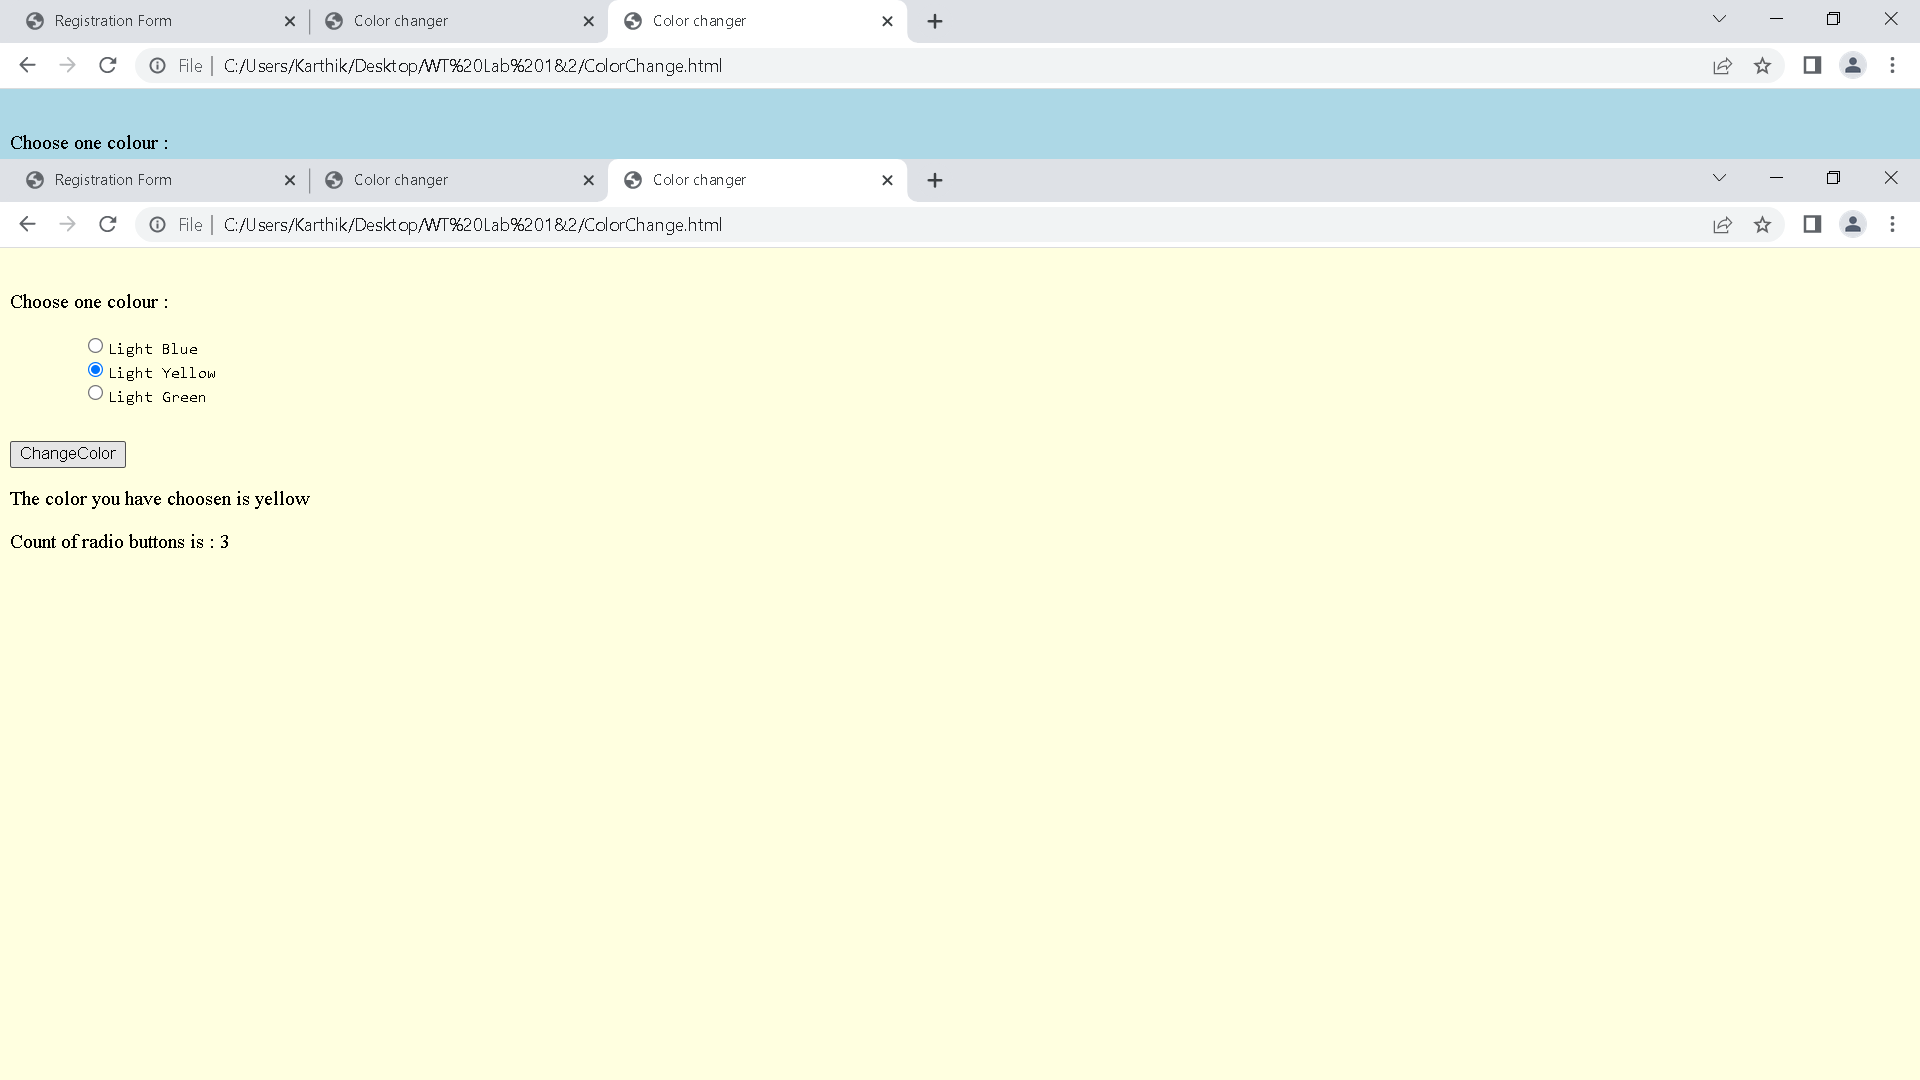 Registration Form Color changer Color changer
File C:/Users/Karthik/Desktop/WT%20Lab%201&2/ColorChange.html
Choose one colour :
Registration Form Color changer Color changer
File C:/Users/Karthik/Desktop/WT%20Lab%201&2/ColorChange.html
Choose one colour :
Light Blue
Light Yellow
Light Green
ChangeColor
The color you have choosen is yellow
Count of radio buttons is : 3